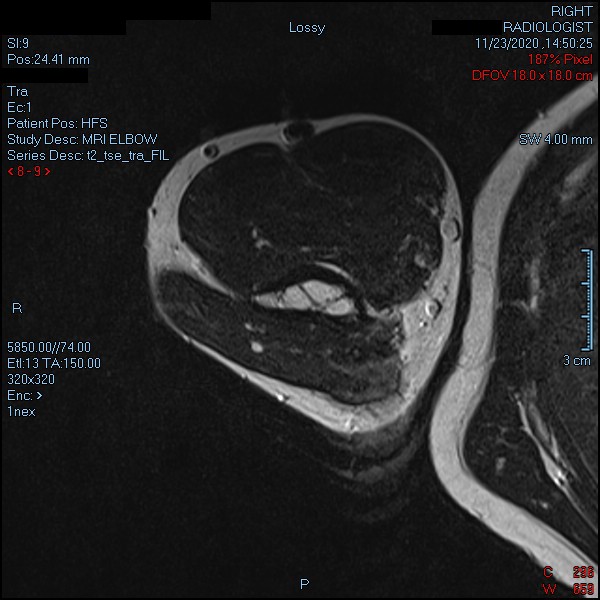 Lossy
RIGHT
RADIOLOGIST
11/23/2020 ,14:50:25
187% Pixel
DFOV 18.0 x 18.0 cm
SI:9
Pos:24.41 mm
Tra
Ec:1
Patient Pos: HFS
Study Desc: MRI ELBOW
Series Desc: t2_tse_tra_FIL
< 8 - 9 >
SW 4.00 mm
R
3 cm
5850.00//74.00
Etl:13 TA:150.00
320x320
Enc: >
1nex
P
C 296
W 659